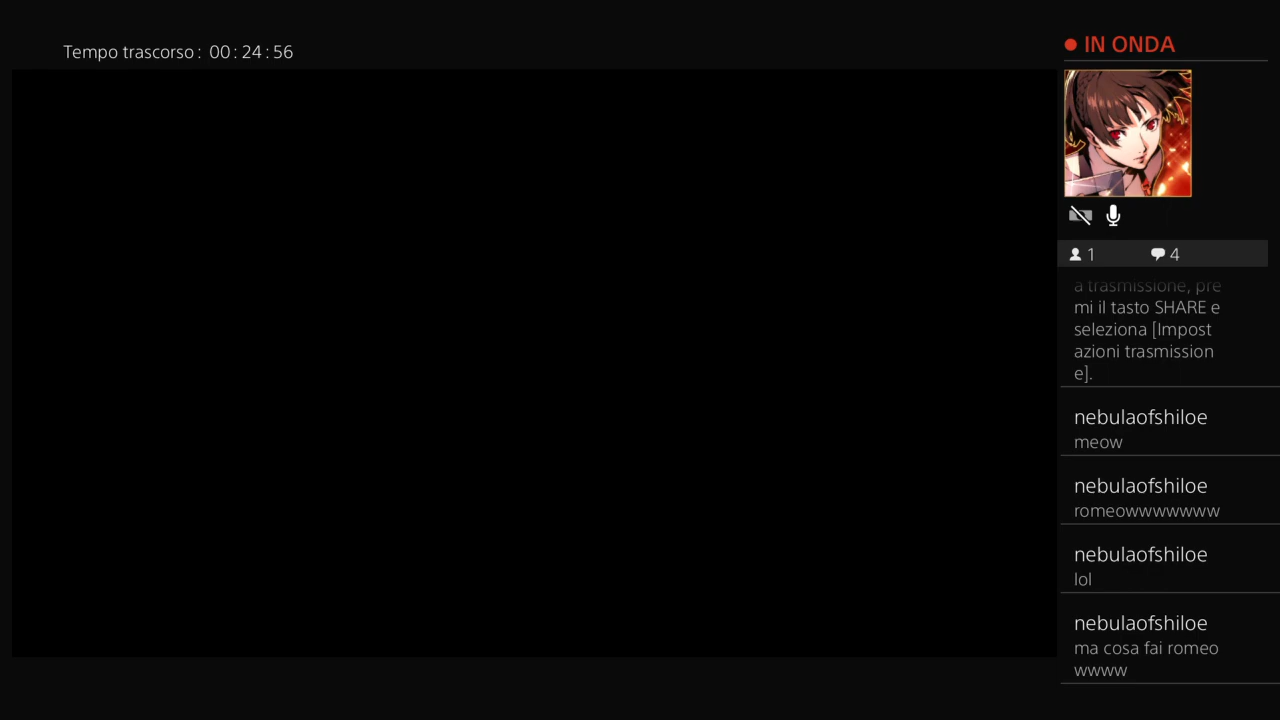 Tempo trascorso: 00:24:56
IN ONDA
1
4
a trasmissione, pre
mi il tasto SHARE e
seleziona [Impost
azioni trasmission
e].
nebulaofshiloe
meow
nebulaofshiloe
romeowwwwwww
nebulaofshiloe
lol
nebulaofshiloe
ma cosa fai romeo
wwww